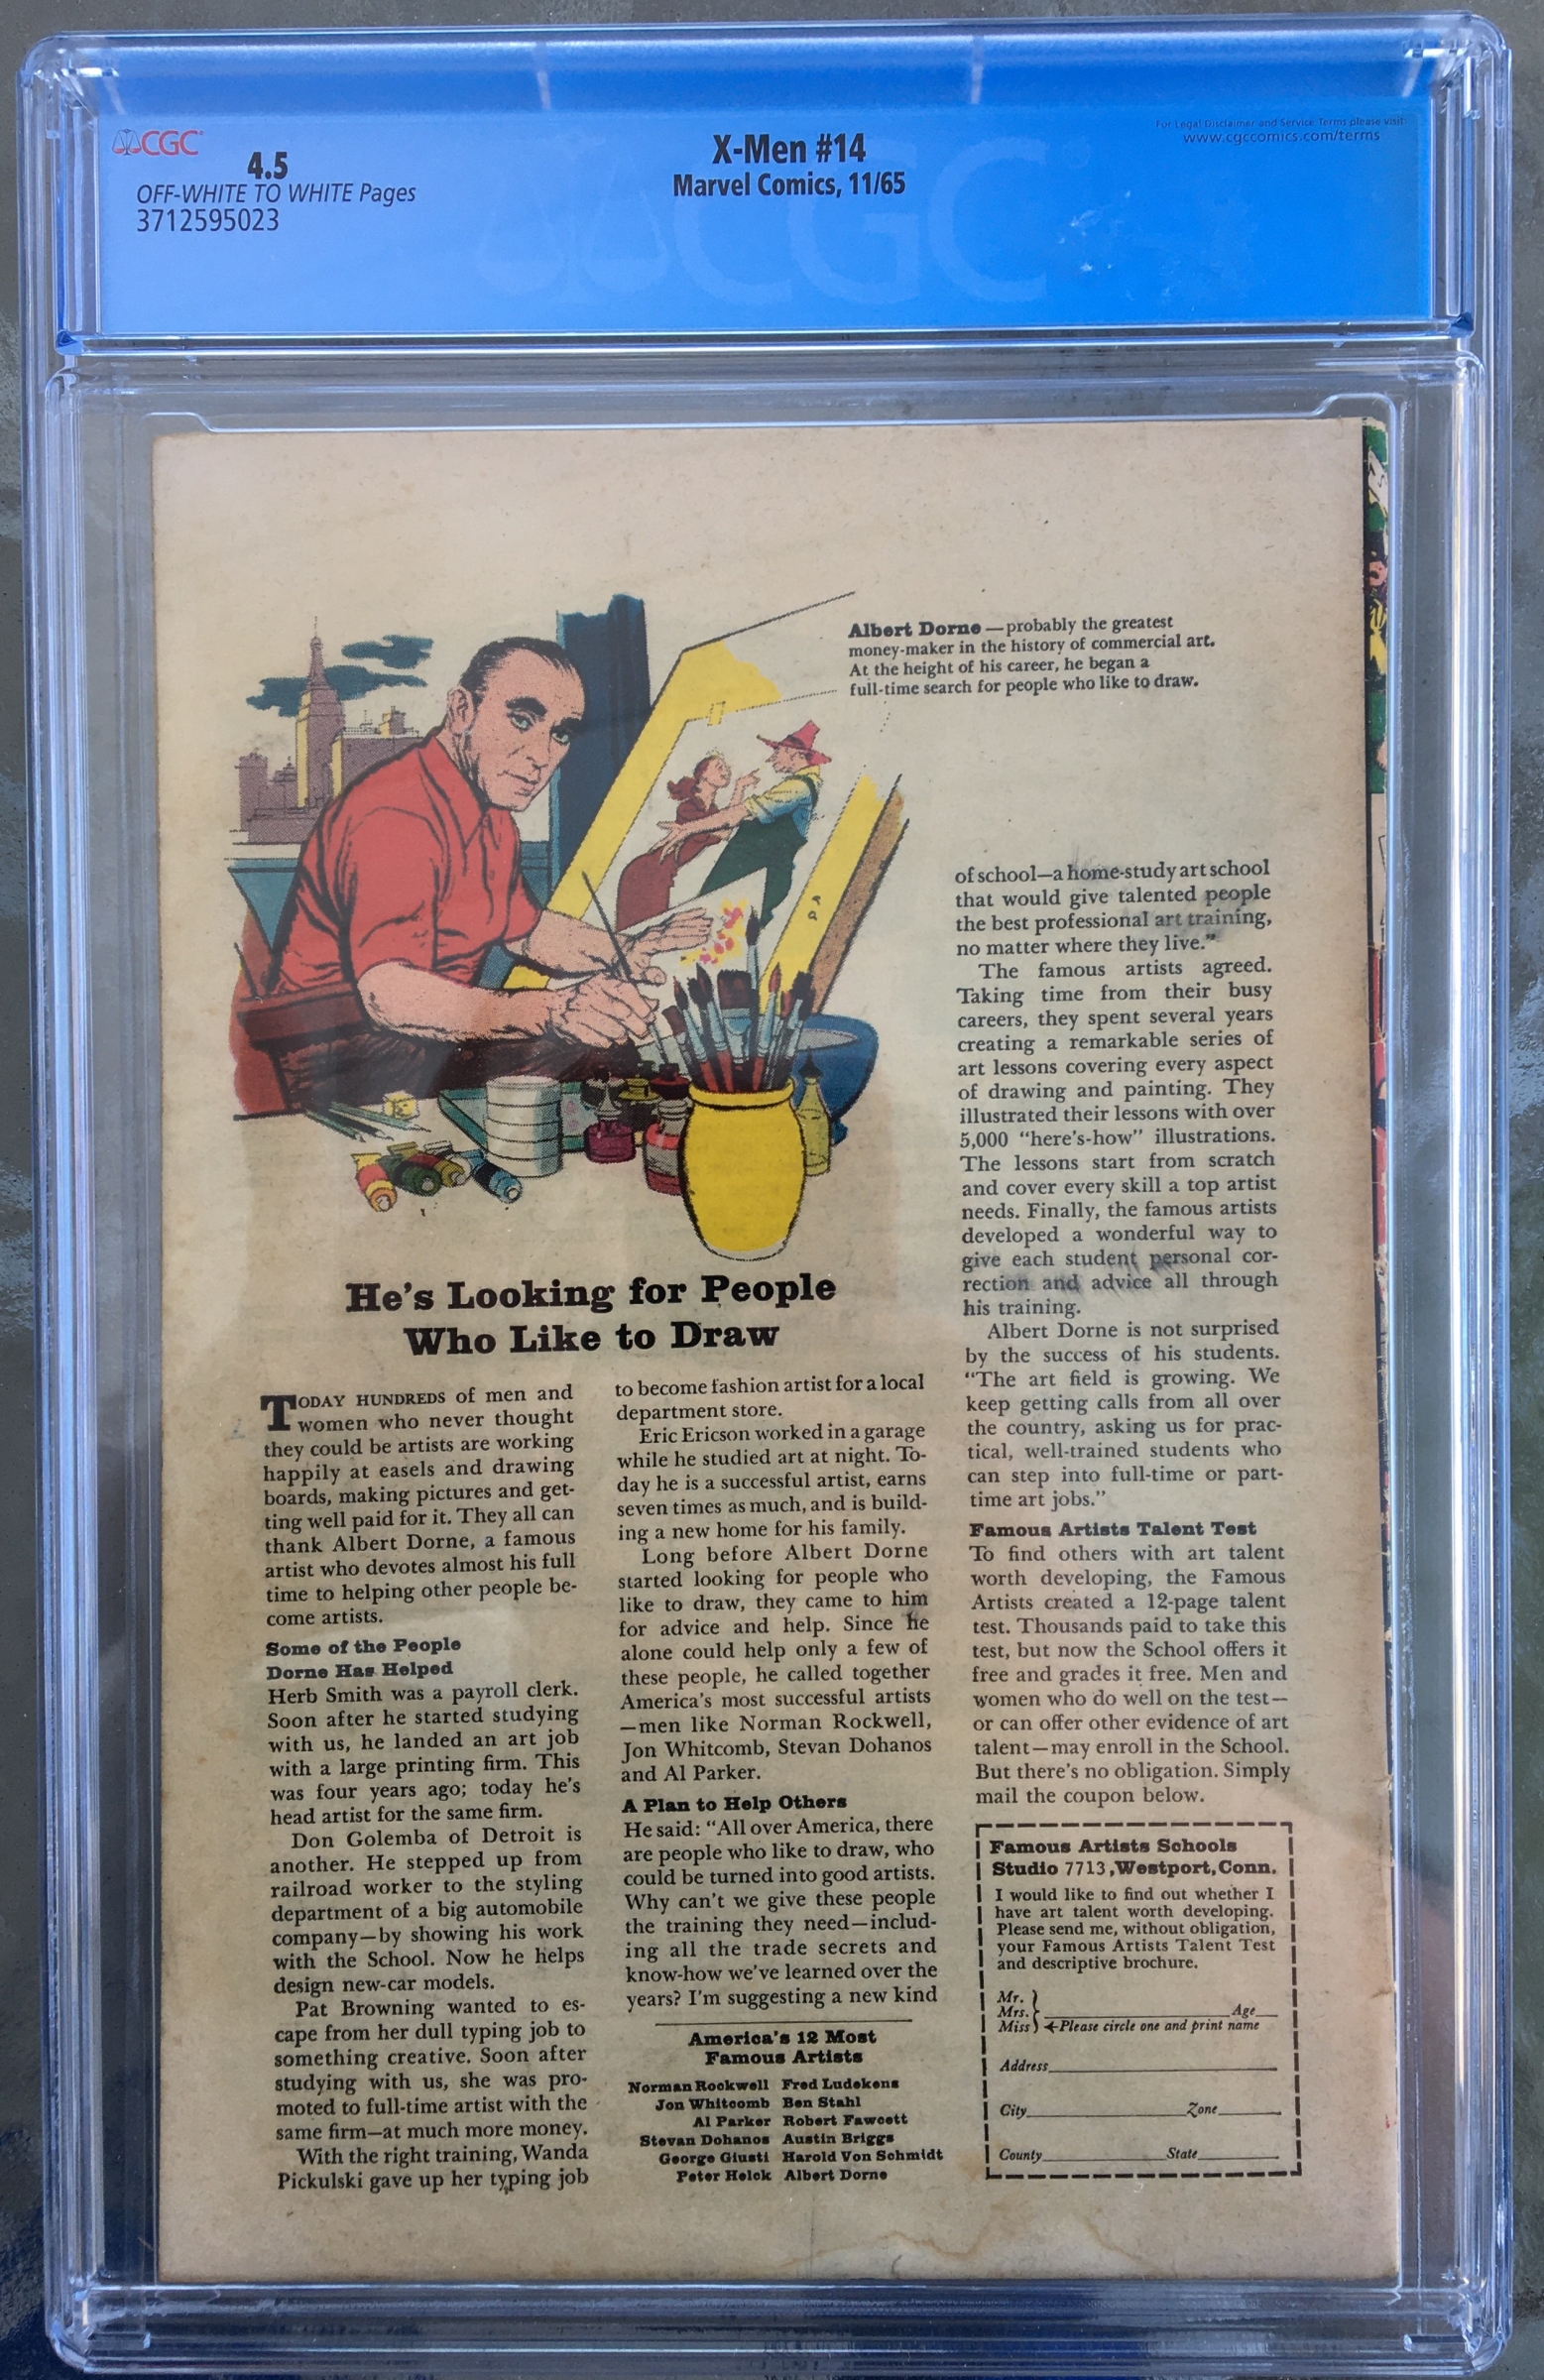 CGC
4.5
OFF-WHITE TO WHITE Pages
3712595023
X-Men #14
Marvel Comics, 11/65
For Legal Disclaimer and Service Terms please visit:
www.cgccomics.com/terms
CGC
Albert Dorne—probably the greatest
money-maker in the history of commercial art.
At the height of his career, he began a
full-time search for people who like to draw.
He's Looking for People
Who Like to Draw
TODAY HUNDREDS of men and
women who never thought
they could be artists are working
happily at easels and drawing
boards, making pictures and get-
ting well paid for it. They all can
thank Albert Dorne, a famous
artist who devotes almost his full
time to helping other people be-
come artists.
Some of the People
Dorne Has Helped
Herb Smith was a payroll clerk.
Soon after he started studying
with us, he landed an art job
with a large printing firm. This
was four years ago; today he's
head artist for the same firm.
Don Golemba of Detroit is
another. He stepped up from
railroad worker to the styling
department of a big automobile
company—by showing his work
with the School. Now he helps
design new-car models.
Pat Browning wanted to es-
cape from her dull typing job to
something creative. Soon after
studying with us, she was pro-
moted to full-time artist with the
same firm—at much more money.
With the right training, Wanda
Pickulski gave up her typing job
to become fashion artist for a local
department store.
Eric Ericson worked in a garage
while he studied art at night. To-
day he is a successful artist, earns
seven times as much, and is build-
ing a new home for his family.
Long before Albert Dorne
started looking for people who
like to draw, they came to him
for advice and help. Since he
alone could help only a few of
these people, he called together
America's most successful artists
—men like Norman Rockwell,
Jon Whitcomb, Stevan Dohanos
and Al Parker.
A Plan to Help Others
He said: "All over America, there
are people who like to draw, who
could be turned into good artists.
Why can't we give these people
the training they need—includ-
ing all the trade secrets and
know-how we've learned over the
years? I'm suggesting a new kind
America's 12 Most
Famous Artists
Norman Rockwell Fred Ludekens
Jon Whitcomb Ben Stahl
Al Parker Robert Fawcett
Stevan Dohanos Austin Briggs
George Giusti Harold Von Schmidt
Peter Helck Albert Dorne
of school—a home-study art school
that would give talented people
the best professional art training,
no matter where they live."
The famous artists agreed.
Taking time from their busy
careers, they spent several years
creating a remarkable series of
art lessons covering every aspect
of drawing and painting. They
illustrated their lessons with over
5,000 "here's-how" illustrations.
The lessons start from scratch
and cover every skill a top artist
needs. Finally, the famous artists
developed a wonderful way to
give each student personal cor-
rection and advice all through
his training.
Albert Dorne is not surprised
by the success of his students.
"The art field is growing. We
keep getting calls from all over
the country, asking us for prac-
tical, well-trained students who
can step into full-time or part-
time art jobs."
Famous Artists Talent Test
To find others with art talent
worth developing, the Famous
Artists created a 12-page talent
test. Thousands paid to take this
test, but now the School offers it
free and grades it free. Men and
women who do well on the test—
or can offer other evidence of art
talent—may enroll in the School.
But there's no obligation. Simply
mail the coupon below.
Famous Artists Schools
Studio 7713, Westport, Conn.
I would like to find out whether I
have art talent worth developing.
Please send me, without obligation,
your Famous Artists Talent Test
and descriptive brochure.
Mr.
Mrs. Age
Miss Please circle one and print name
Address
City Zone
County State